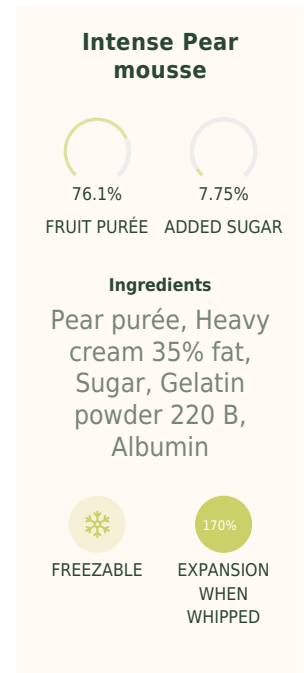 Intense Pear
mousse
76.1% 7.75%
FRUIT PURÉE ADDED SUGAR
Ingredients
Pear purée, Heavy
cream 35% fat,
Sugar, Gelatin
powder 220 B,
Albumin
170%
FREEZABLE EXPANSION
WHEN
WHIPPED